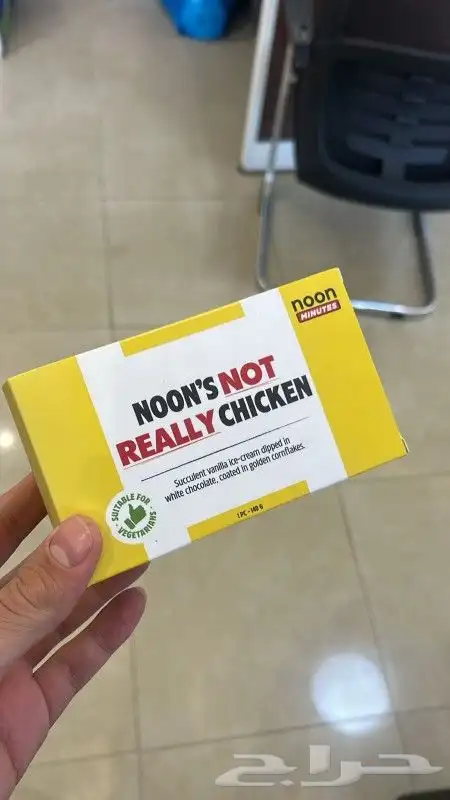 noon
MINUTES
NOON'S NOT
REALLY CHICKEN
Succulent vanilla ice-cream dipped in
white chocolate, coated in golden cornflakes.
SUITABLE FOR
VEGETARIANS
1 PC - 140 G
حراج